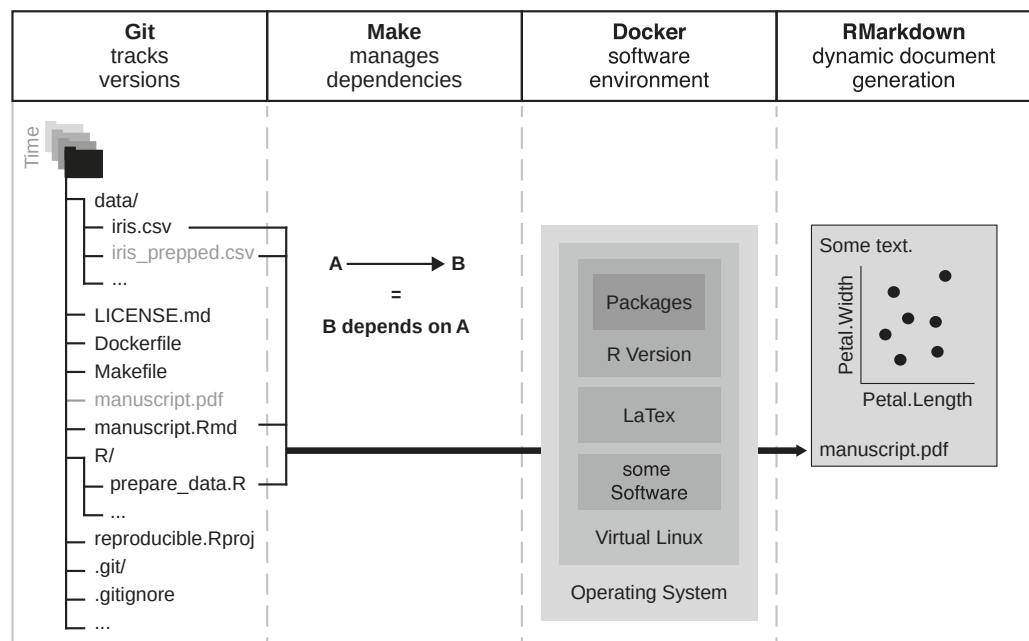 Git
tracks
versions
Make
manages
dependencies
Docker
software
environment
RMarkdown
dynamic document
generation
Time
data/
iris.csv
iris_prepped.csv
...
LICENSE.md
Dockerfile
Makefile
manuscript.pdf
manuscript.Rmd
R/
prepare_data.R
...
reproducible.Rproj
.git/
.gitignore
...
A B
=
B depends on A
Packages
R Version
LaTex
some
Software
Virtual Linux
Operating System
Some text.
Petal.Width
Petal.Length
manuscript.pdf